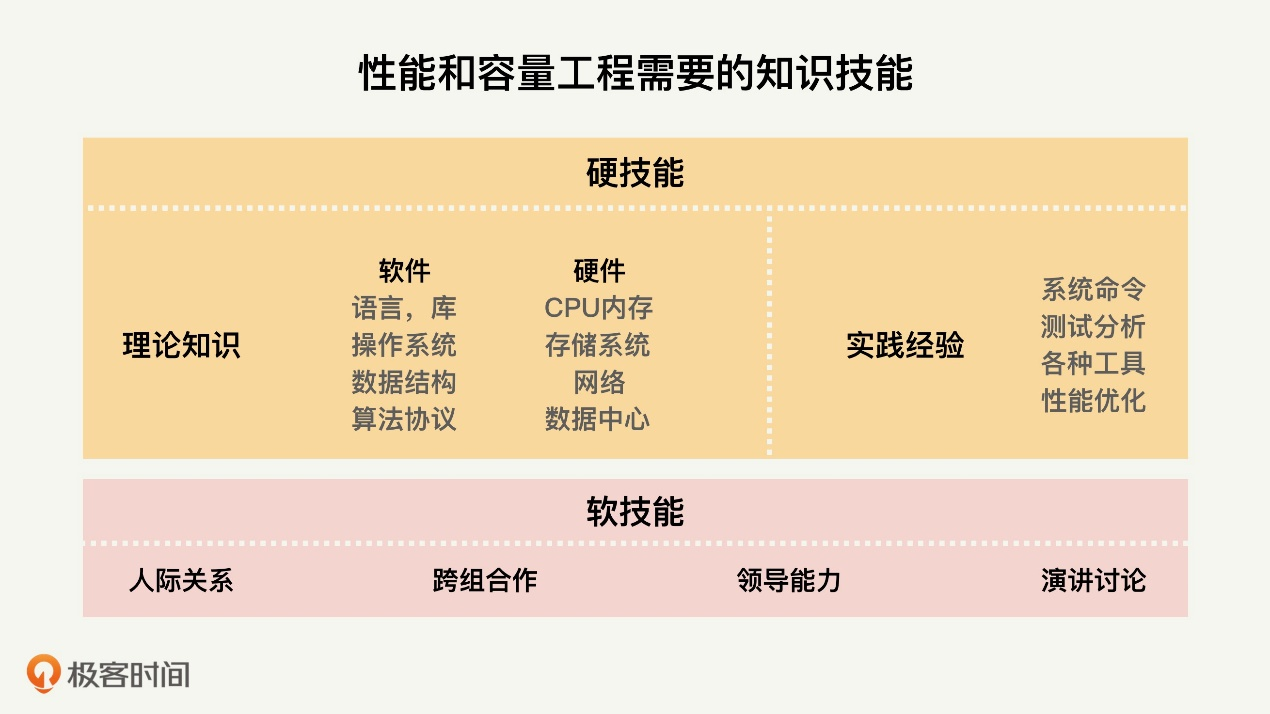 性能和容量工程需要的知识技能
硬技能
理论知识
软件
语言，库
操作系统
数据结构
算法协议
硬件
CPU内存
存储系统
网络
数据中心
实践经验
系统命令
测试分析
各种工具
性能优化
软技能
人际关系
跨组合作
领导能力
演讲讨论
极客时间